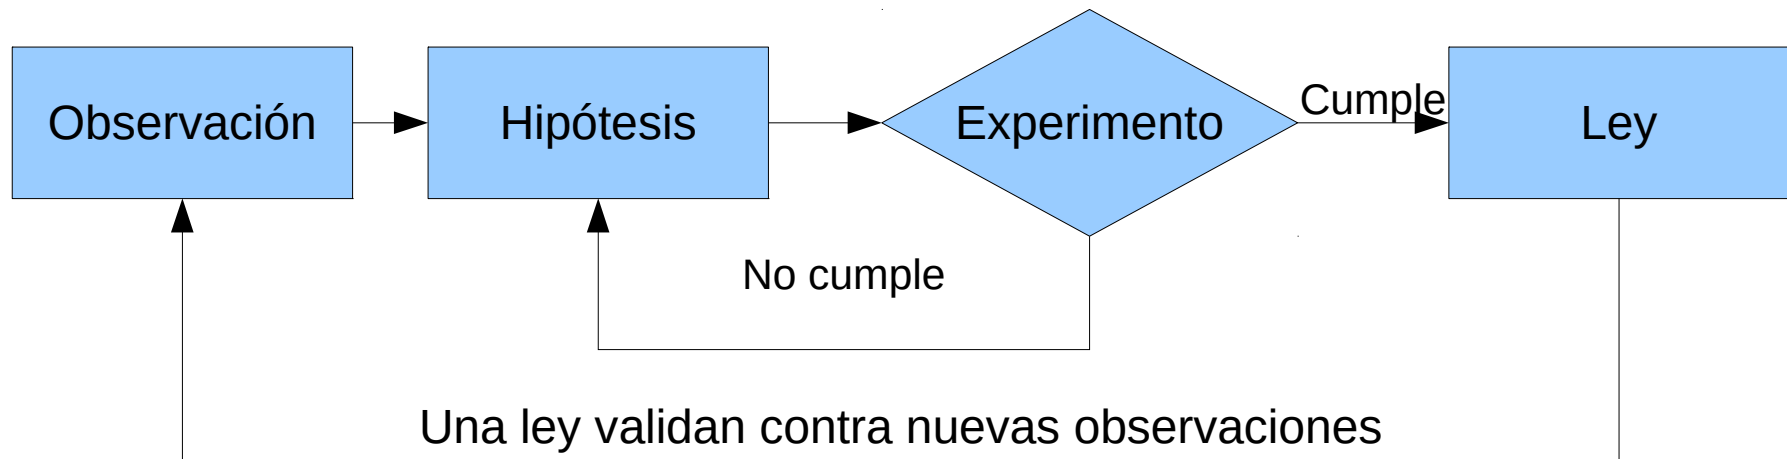 Observación
Hipótesis
Experimento
Cumple
Ley
No cumple
Una ley validan contra nuevas observaciones